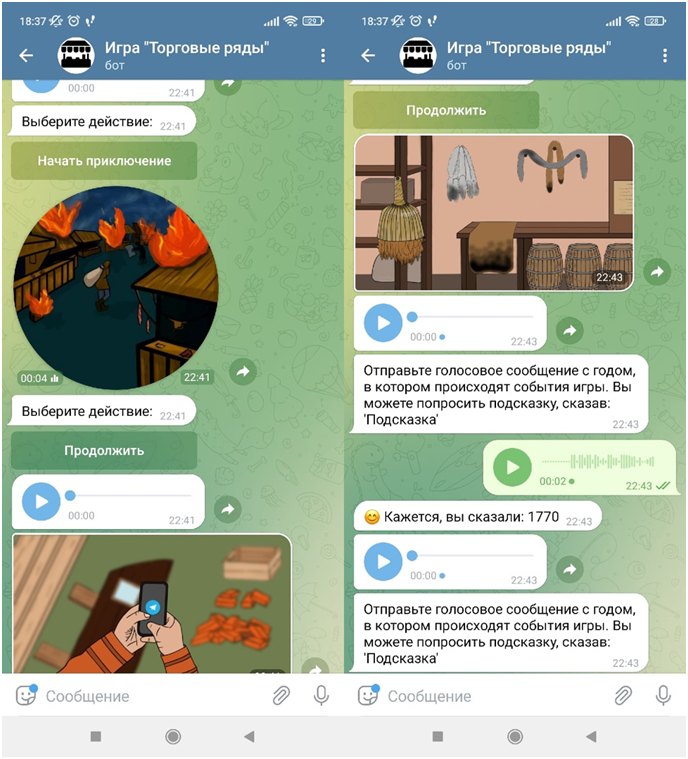 18:37
29
Игра "Торговые ряды"
бот
00:00
22:41
Выберите действие:
22:41
Начать приключение
00:04
22:41
Выберите действие:
22:41
Продолжить
00:00
22:41
Сообщение
18:37
28
Игра "Торговые ряды"
бот
Продолжить
22:43
00:00
22:43
Отправьте голосовое сообщение с годом,
в котором происходят события игры. Вы
можете попросить подсказку, сказав:
'Подсказка'
22:43
00:02
22:43
😊 Кажется, вы сказали: 1770
22:43
00:00
22:43
Отправьте голосовое сообщение с годом,
в котором происходят события игры. Вы
можете попросить подсказку, сказав:
'Подсказка'
22:43
Сообщение